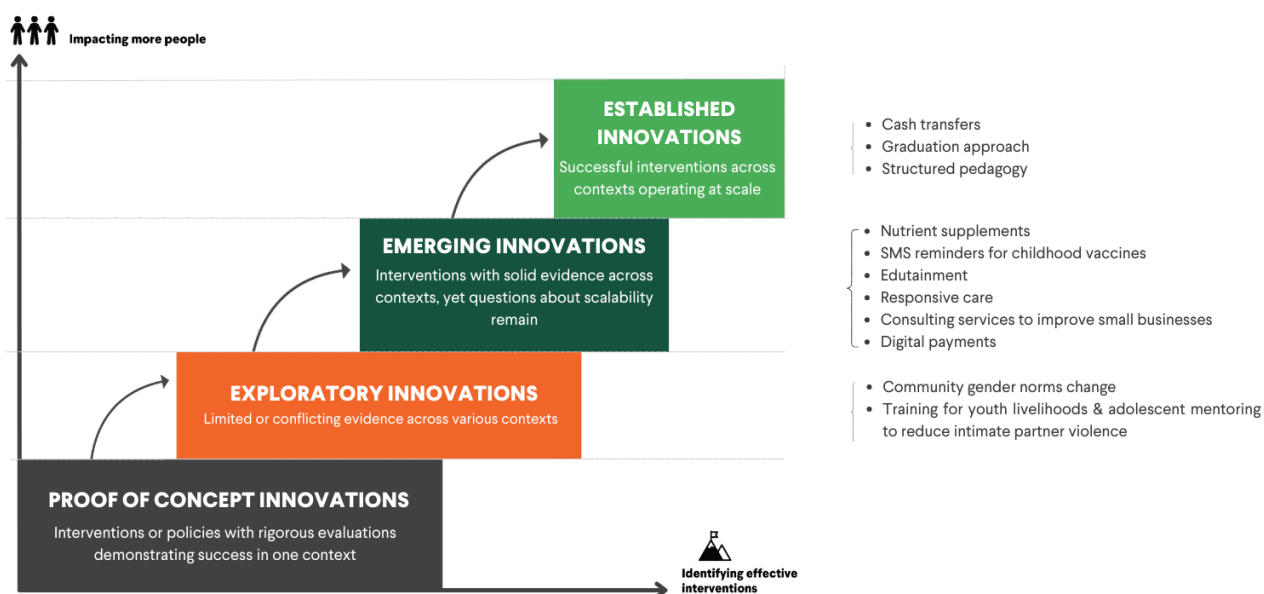 Impacting more people
ESTABLISHED
INNOVATIONS
Successful interventions across
contexts operating at scale
• Cash transfers
• Graduation approach
• Structured pedagogy
EMERGING INNOVATIONS
Interventions with solid evidence across
contexts, yet questions about scalability
remain
• Nutrient supplements
• SMS reminders for childhood vaccines
• Edutainment
• Responsive care
• Consulting services to improve small businesses
• Digital payments
EXPLORATORY INNOVATIONS
Limited or conflicting evidence across various contexts
• Community gender norms change
• Training for youth livelihoods & adolescent mentoring
to reduce intimate partner violence
PROOF OF CONCEPT INNOVATIONS
Interventions or policies with rigorous evaluations
demonstrating success in one context
Identifying effective
interventions